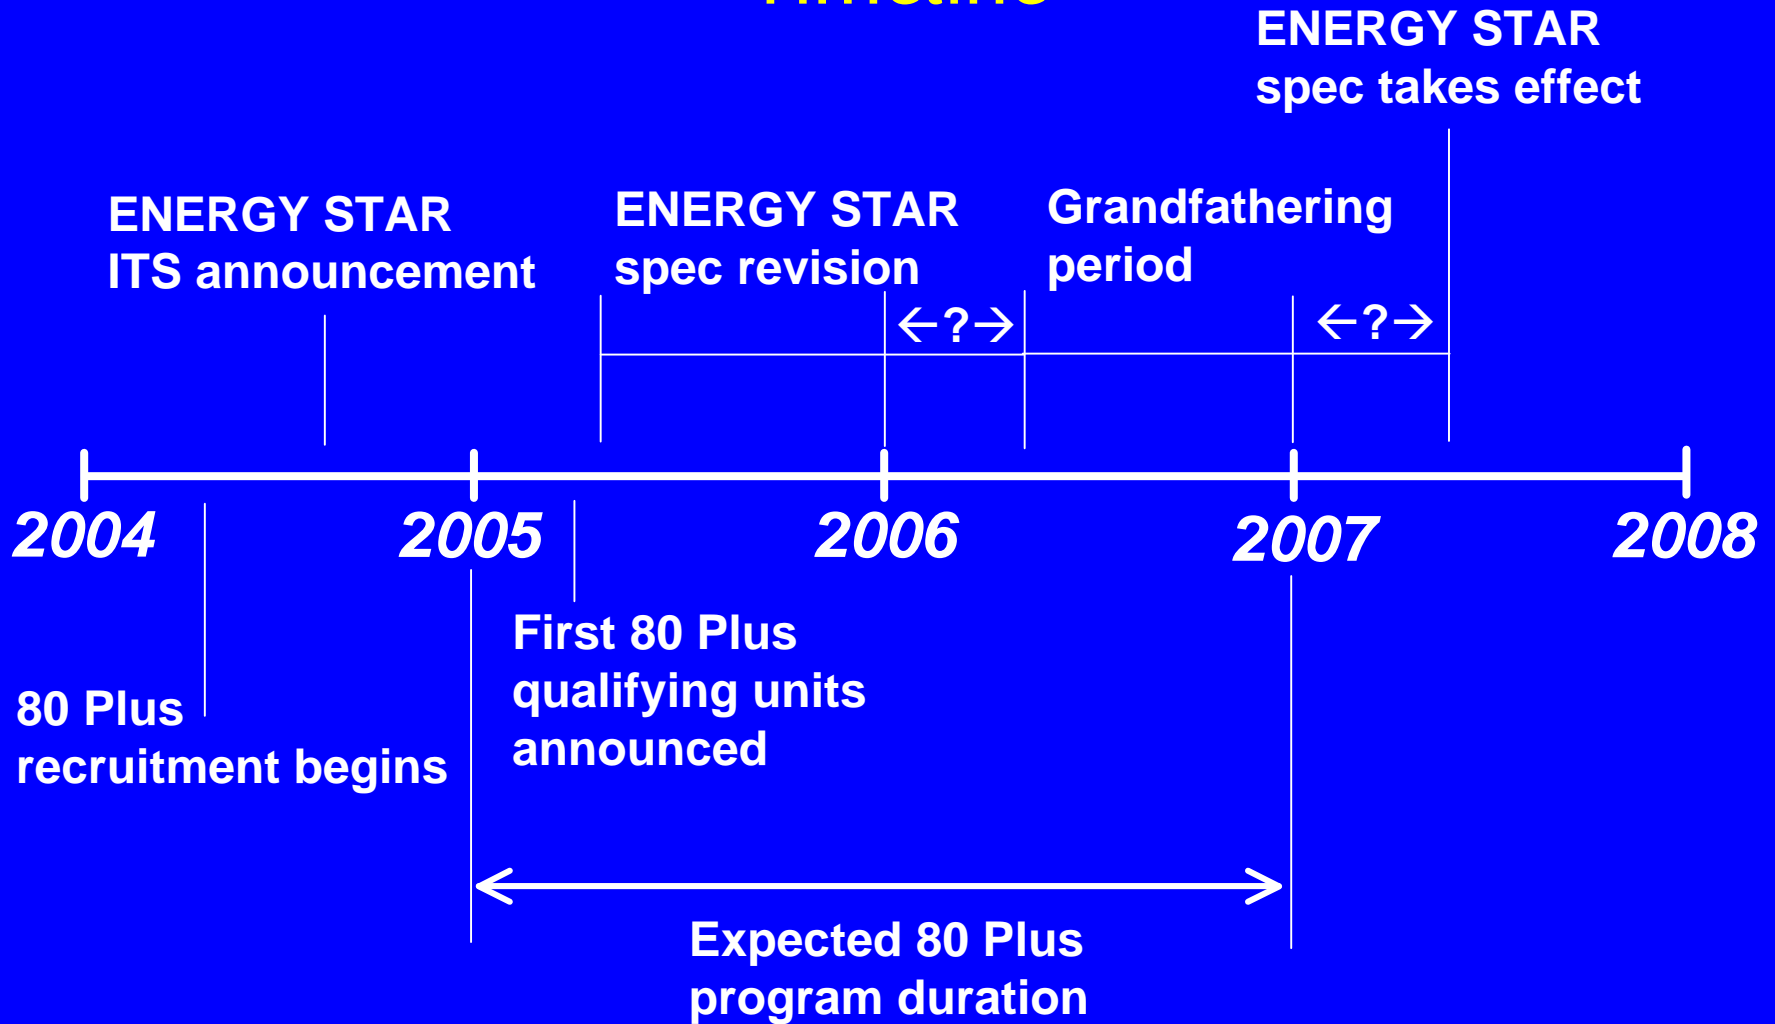 Timeline
ENERGY STAR
spec takes effect
ENERGY STAR
ITS announcement
ENERGY STAR
spec revision
Grandfathering
period
←?→
←?→
2004
2005
2006
2007
2008
80 Plus
recruitment begins
First 80 Plus
qualifying units
announced
Expected 80 Plus
program duration